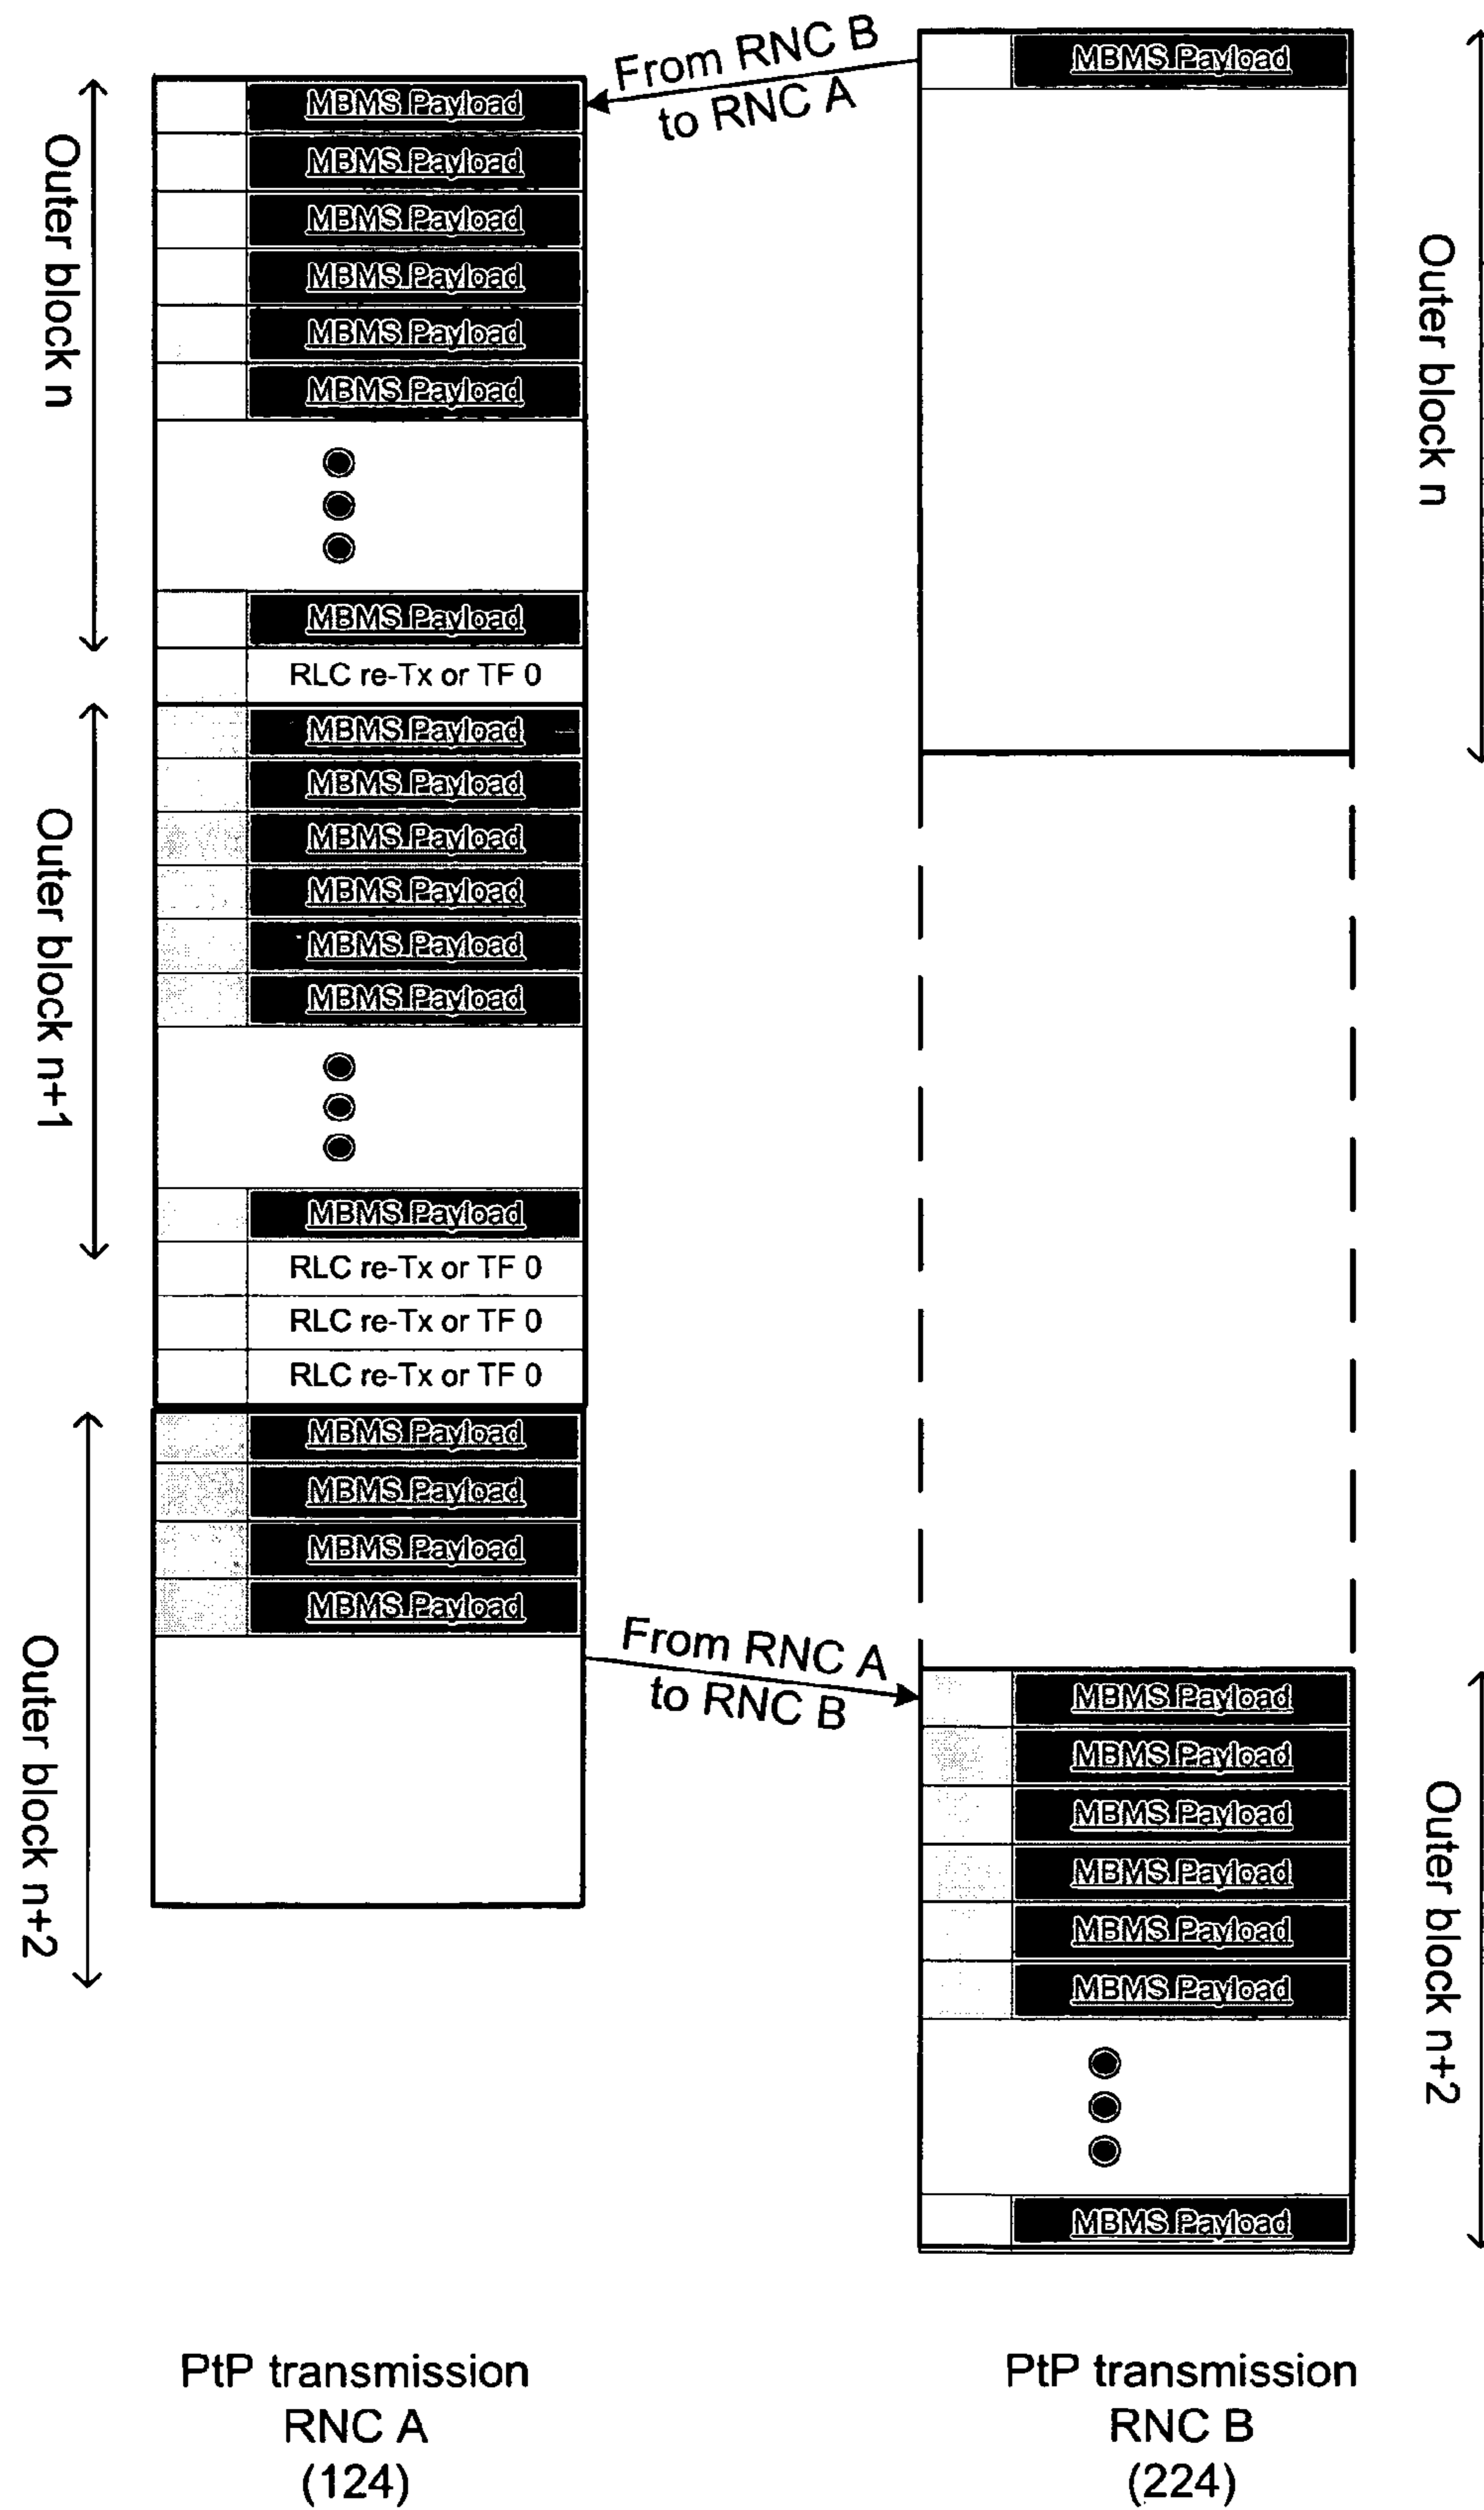 From RNC B
to RNC A
Outer block n
MBMS Payload
MBMS Payload
MBMS Payload
MBMS Payload
MBMS Payload
MBMS Payload
MBMS Payload
RLC re-Tx or TF 0
Outer block n+1
MBMS Payload
MBMS Payload
MBMS Payload
MBMS Payload
MBMS Payload
MBMS Payload
MBMS Payload
RLC re-Tx or TF 0
RLC re-Tx or TF 0
RLC re-Tx or TF 0
Outer block n+2
MBMS Payload
MBMS Payload
MBMS Payload
MBMS Payload
From RNC A
to RNC B
MBMS Payload
Outer block n
MBMS Payload
MBMS Payload
MBMS Payload
MBMS Payload
MBMS Payload
MBMS Payload
MBMS Payload
Outer block n+2
PtP transmission
RNC A
(124)
PtP transmission
RNC B
(224)